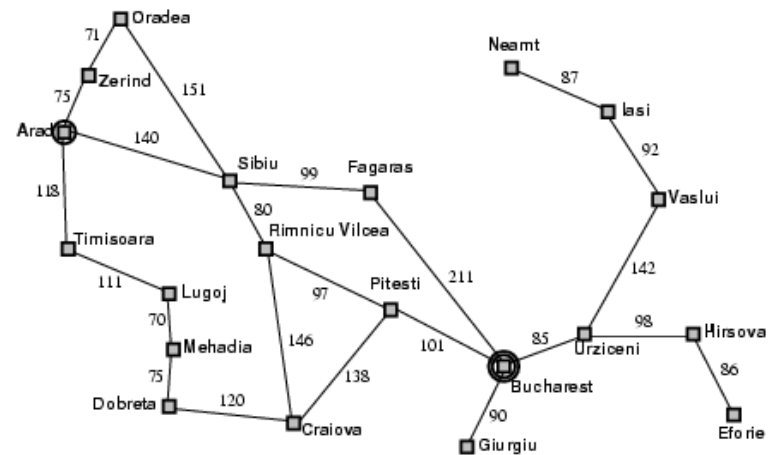 Oradea
71
Neamt
Zerind
87
151
75
Iasi
Arad
140
92
Sibiu
99
Fagaras
118
Vaslui
80
Timisoara
Rimnicu Vilcea
142
111
Lugoj
97
Pitesti
211
70
98
Hirsova
146
85
Mehadia
101
Urziceni
86
75
138
Bucharest
Dobreta
120
90
Craiova
Eforie
Giurgiu